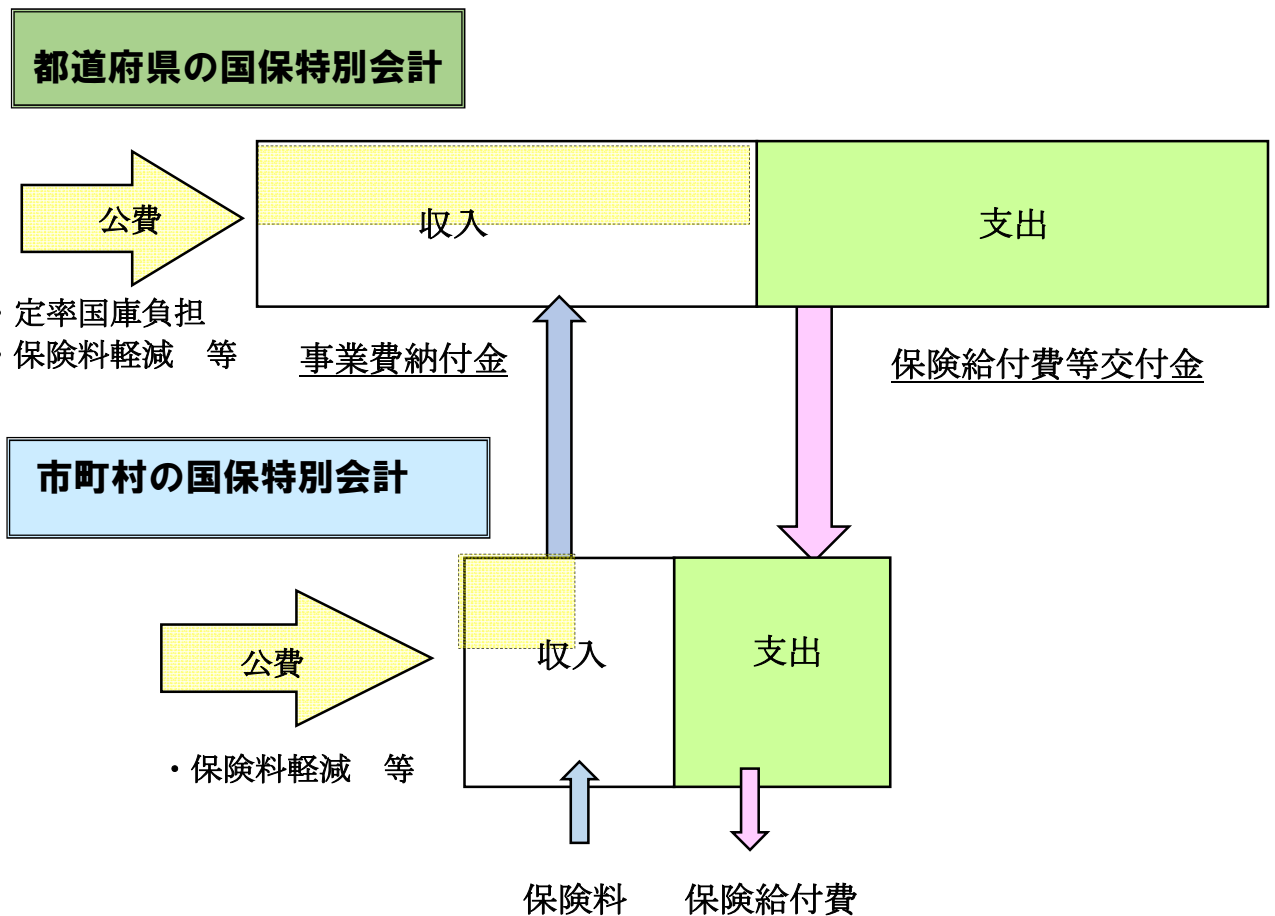 都道府県の国保特別会計
公費
収入
支出
・定率国庫負担
・保険料軽減　等
事業費納付金
保険給付費等交付金
市町村の国保特別会計
公費
収入
支出
・保険料軽減　等
保険料
保険給付費